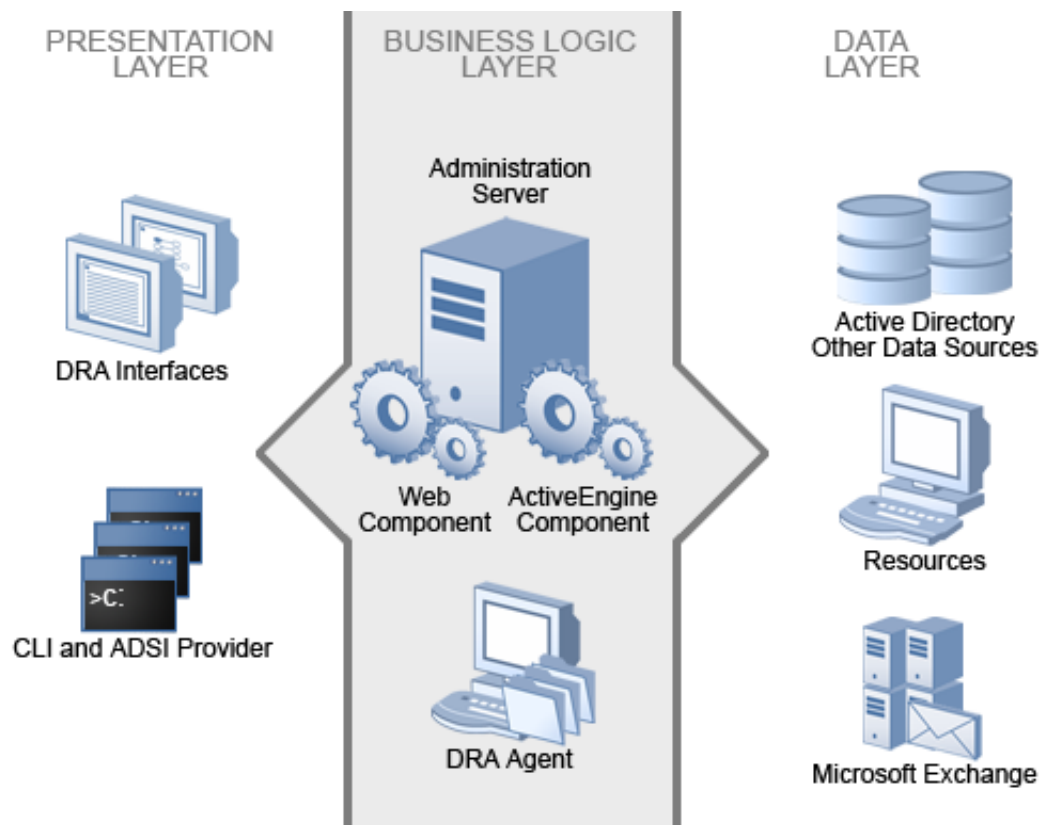 PRESENTATION
LAYER
BUSINESS LOGIC
LAYER
DATA
LAYER
DRA Interfaces
>C:
CLI and ADSI Provider
Administration
Server
Web
Component
ActiveEngine
Component
DRA Agent
Active Directory
Other Data Sources
Resources
Microsoft Exchange